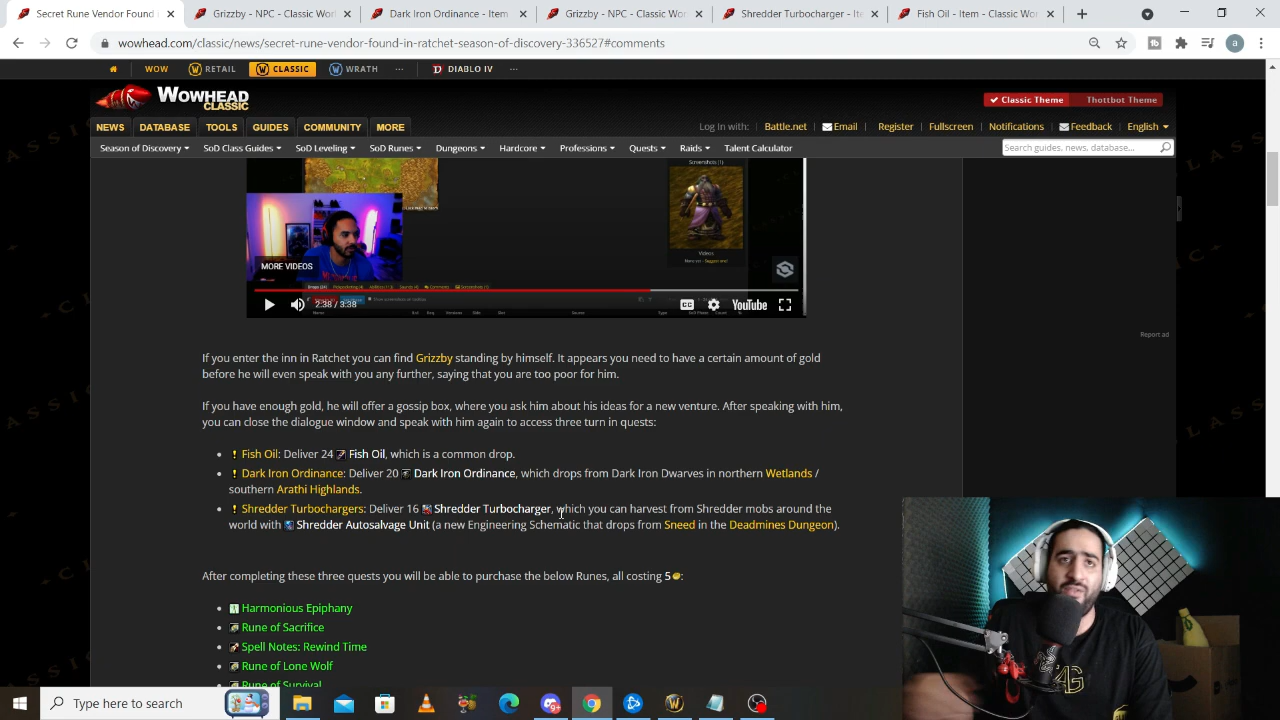 Secret Rune Vendor Found
Grizzby - NPC - Classic Worl
Dark Iron Ordinance - Item
Grizzby - NPC - Classic Wor
Shredder Turbocharger - Ite
Fish Oil - Item - Classic Wor
wowhead.com/classic/news/secret-rune-vendor-found-in-ratchet-season-of-discovery-336527#comments
a
WOW RETAIL CLASSIC WRATH ... DIABLO IV ...
WOWHEAD
CLASSIC
Classic Theme Thottbot Theme
NEWS DATABASE TOOLS GUIDES COMMUNITY MORE
Log In with: Battle.net Email Register Fullscreen Notifications Feedback English
Season of Discovery SoD Class Guides SoD Leveling SoD Runes Dungeons Hardcore Professions Quests Raids Talent Calculator
Search guides, news, database...
Screenshots (1)
Videos
MORE VIDEOS
2:38 / 3:38
CC
YouTube
Report ad
If you enter the inn in Ratchet you can find Grizzby standing by himself. It appears you need to have a certain amount of gold
before he will even speak with you any further, saying that you are too poor for him.
If you have enough gold, he will offer a gossip box, where you ask him about his ideas for a new venture. After speaking with him,
you can close the dialogue window and speak with him again to access three turn in quests:
Fish Oil: Deliver 24 Fish Oil, which is a common drop.
Dark Iron Ordinance: Deliver 20 Dark Iron Ordinance, which drops from Dark Iron Dwarves in northern Wetlands /
southern Arathi Highlands.
Shredder Turbochargers: Deliver 16 Shredder Turbocharger, which you can harvest from Shredder mobs around the
world with Shredder Autosalvage Unit (a new Engineering Schematic that drops from Sneed in the Deadmines Dungeon).
After completing these three quests you will be able to purchase the below Runes, all costing 5:
Harmonious Epiphany
Rune of Sacrifice
Spell Notes: Rewind Time
Rune of Lone Wolf
Rune of Survival
Type here to search